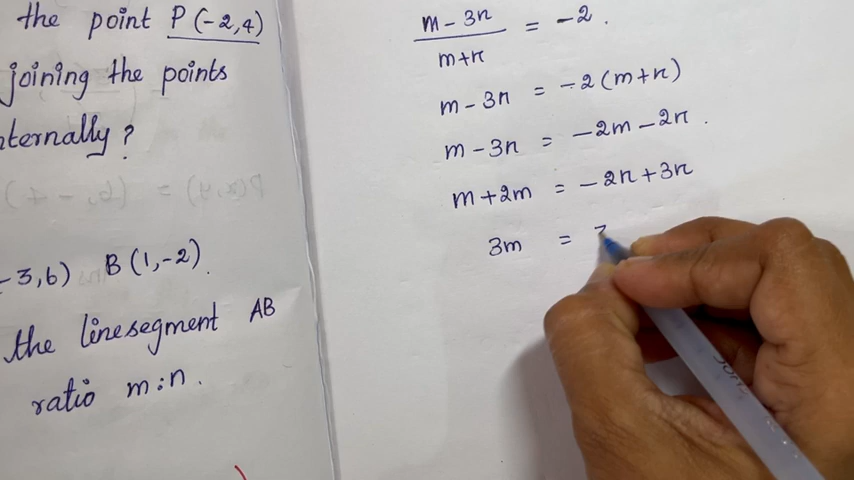 the point P(-2,4)
joining the points
nternally?
-3,6) B(1,-2).
the linesegment AB
ratio m:n.
m-3n / m+n = -2.
m-3n = -2(m+n)
m-3n = -2m-2n.
m+2m = -2n+3n
3m =